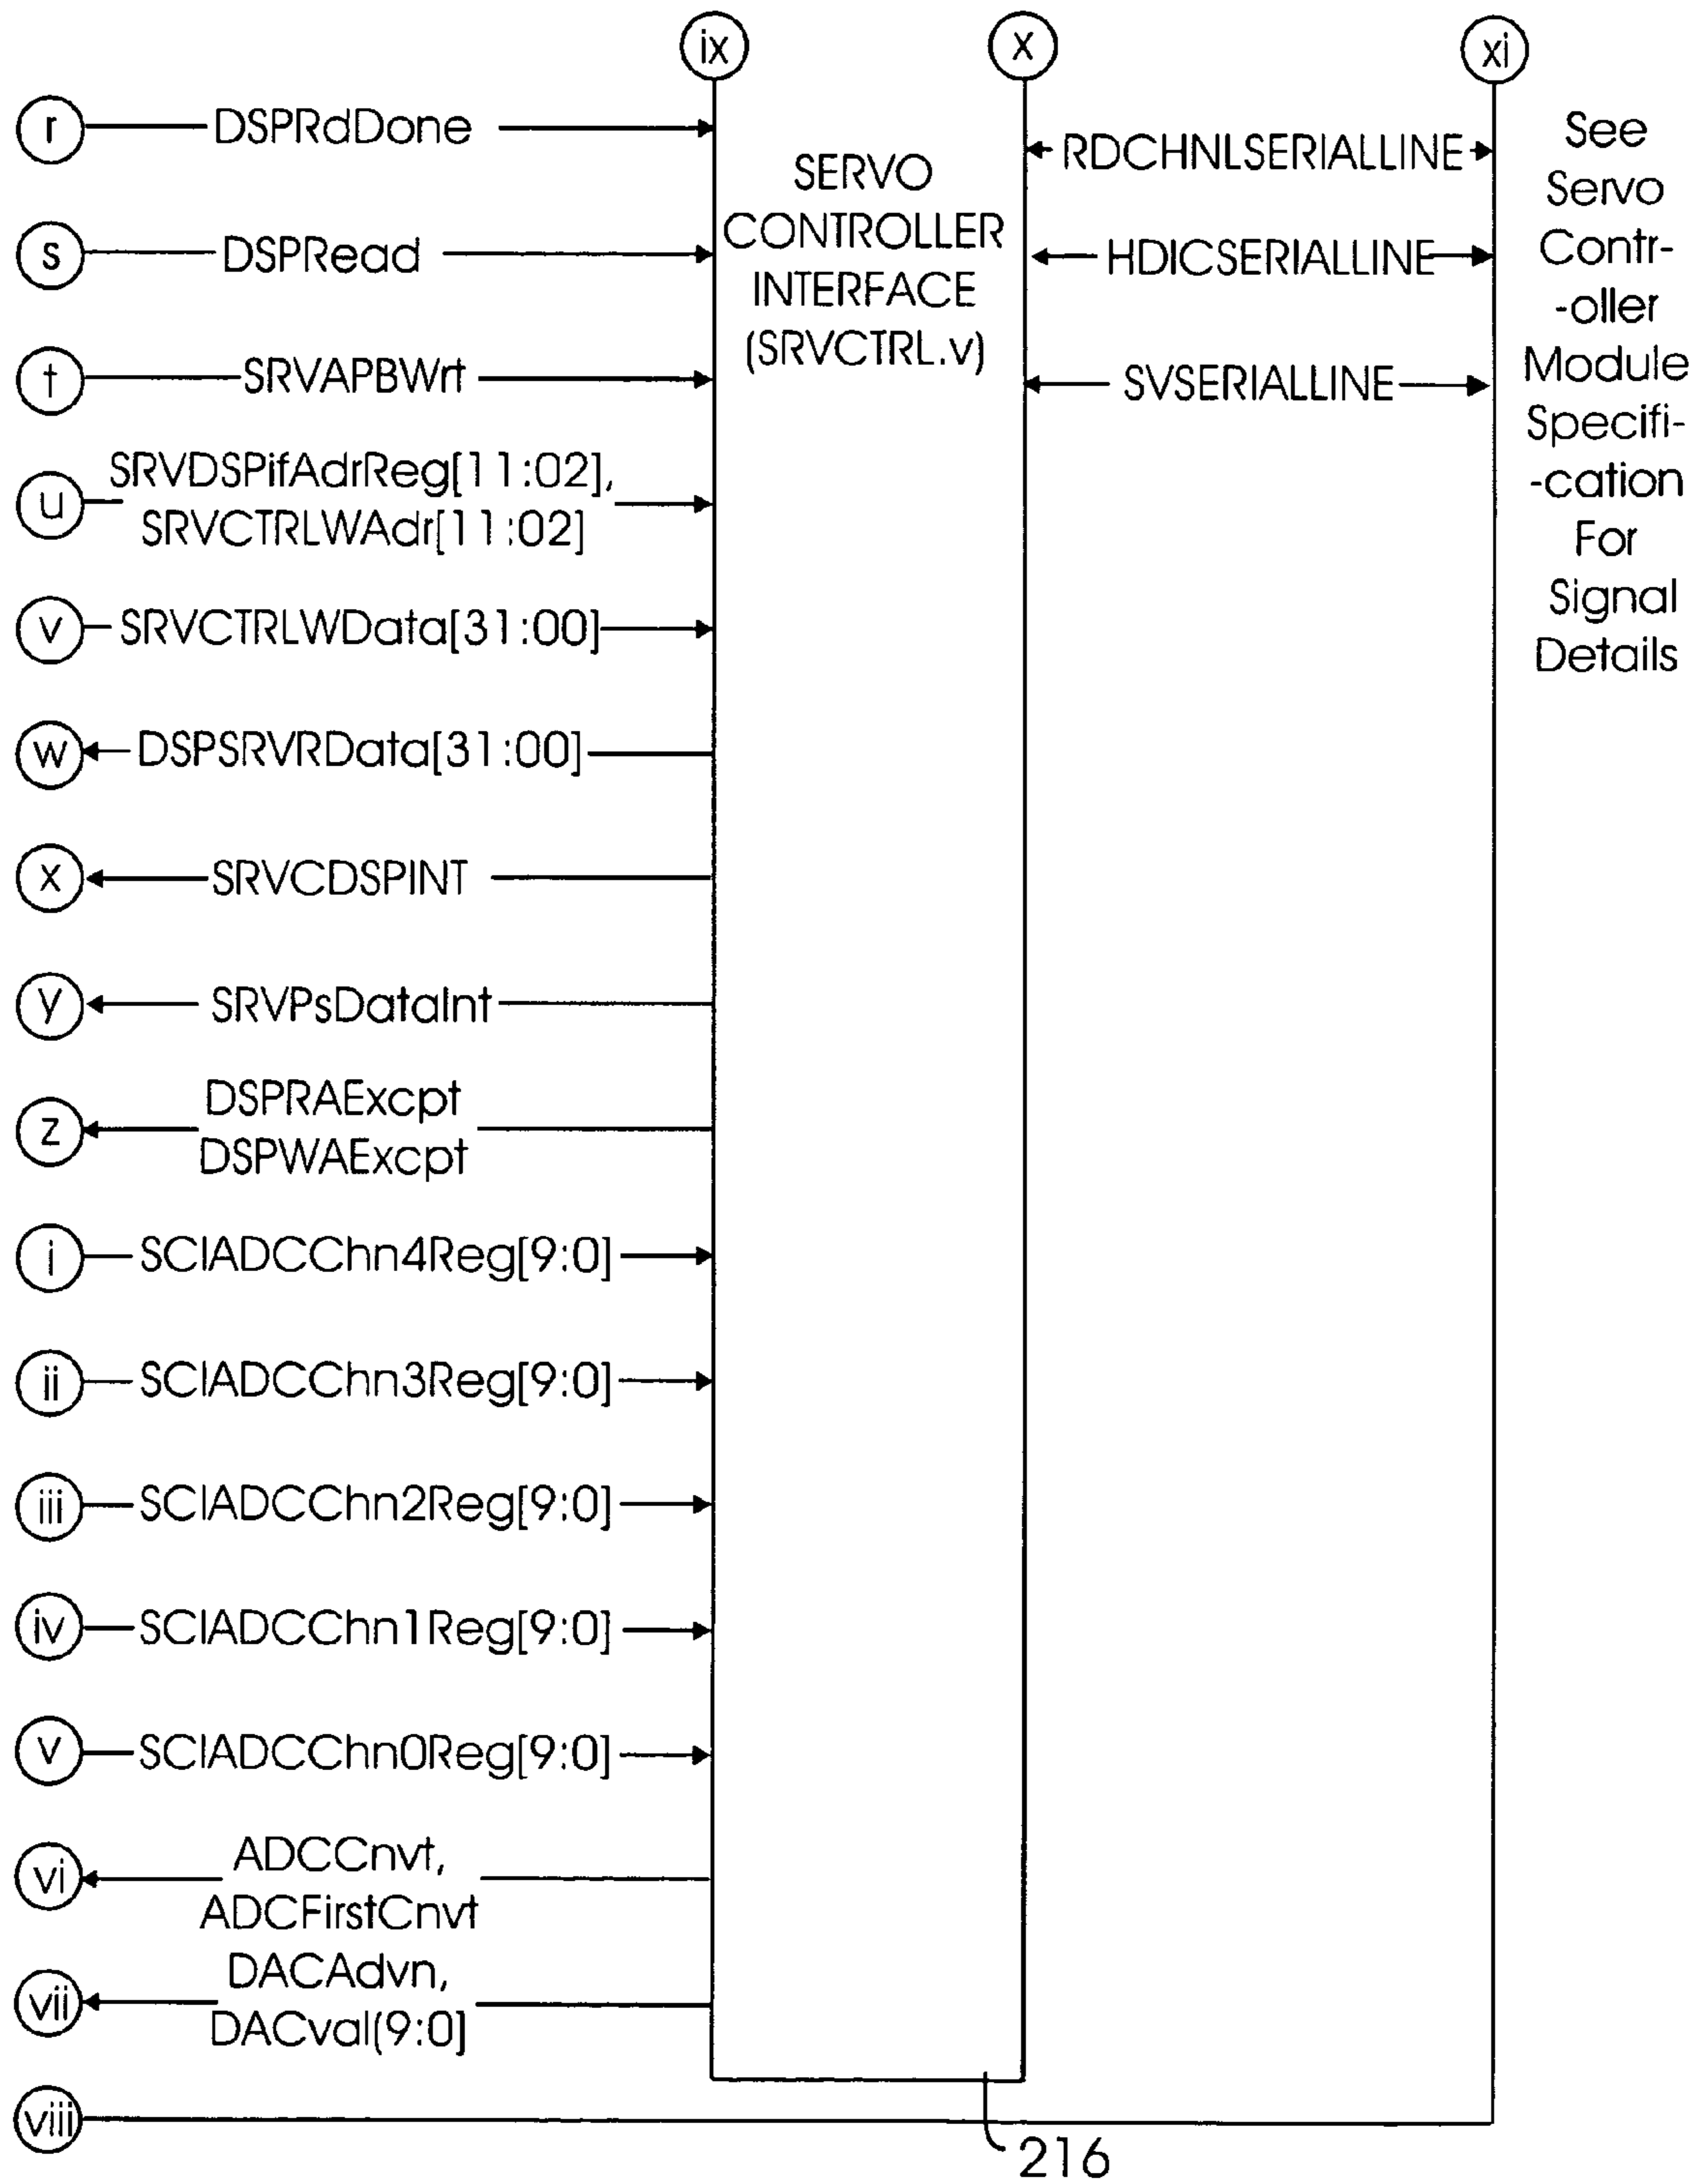 ix
x
xi
r
DSPRdDone
s
DSPRead
t
SRVAPBWrt
u
SRVDSPifAdrReg[11:02],
SRVCTRLWAdr[11:02]
v
SRVCTRLWData[31:00]
w
DSPSRVRData[31:00]
x
SRVCDSPINT
y
SRVPsDataInt
z
DSPRAExcpt
DSPWAExcpt
i
SCIADCChn4Reg[9:0]
ii
SCIADCChn3Reg[9:0]
iii
SCIADCChn2Reg[9:0]
iv
SCIADCChn1Reg[9:0]
v
SCIADCChn0Reg[9:0]
vi
ADCCnvt,
ADCFirstCnvt
vii
DACAdvn,
DACval(9:0]
viii
SERVO
CONTROLLER
INTERFACE
(SRVCTRL.v)
RDCHNLSERIALLINE
HDICSERIALLINE
SVSERIALLINE
See
Servo
Contr-
-oller
Module
Specifi-
-cation
For
Signal
Details
216